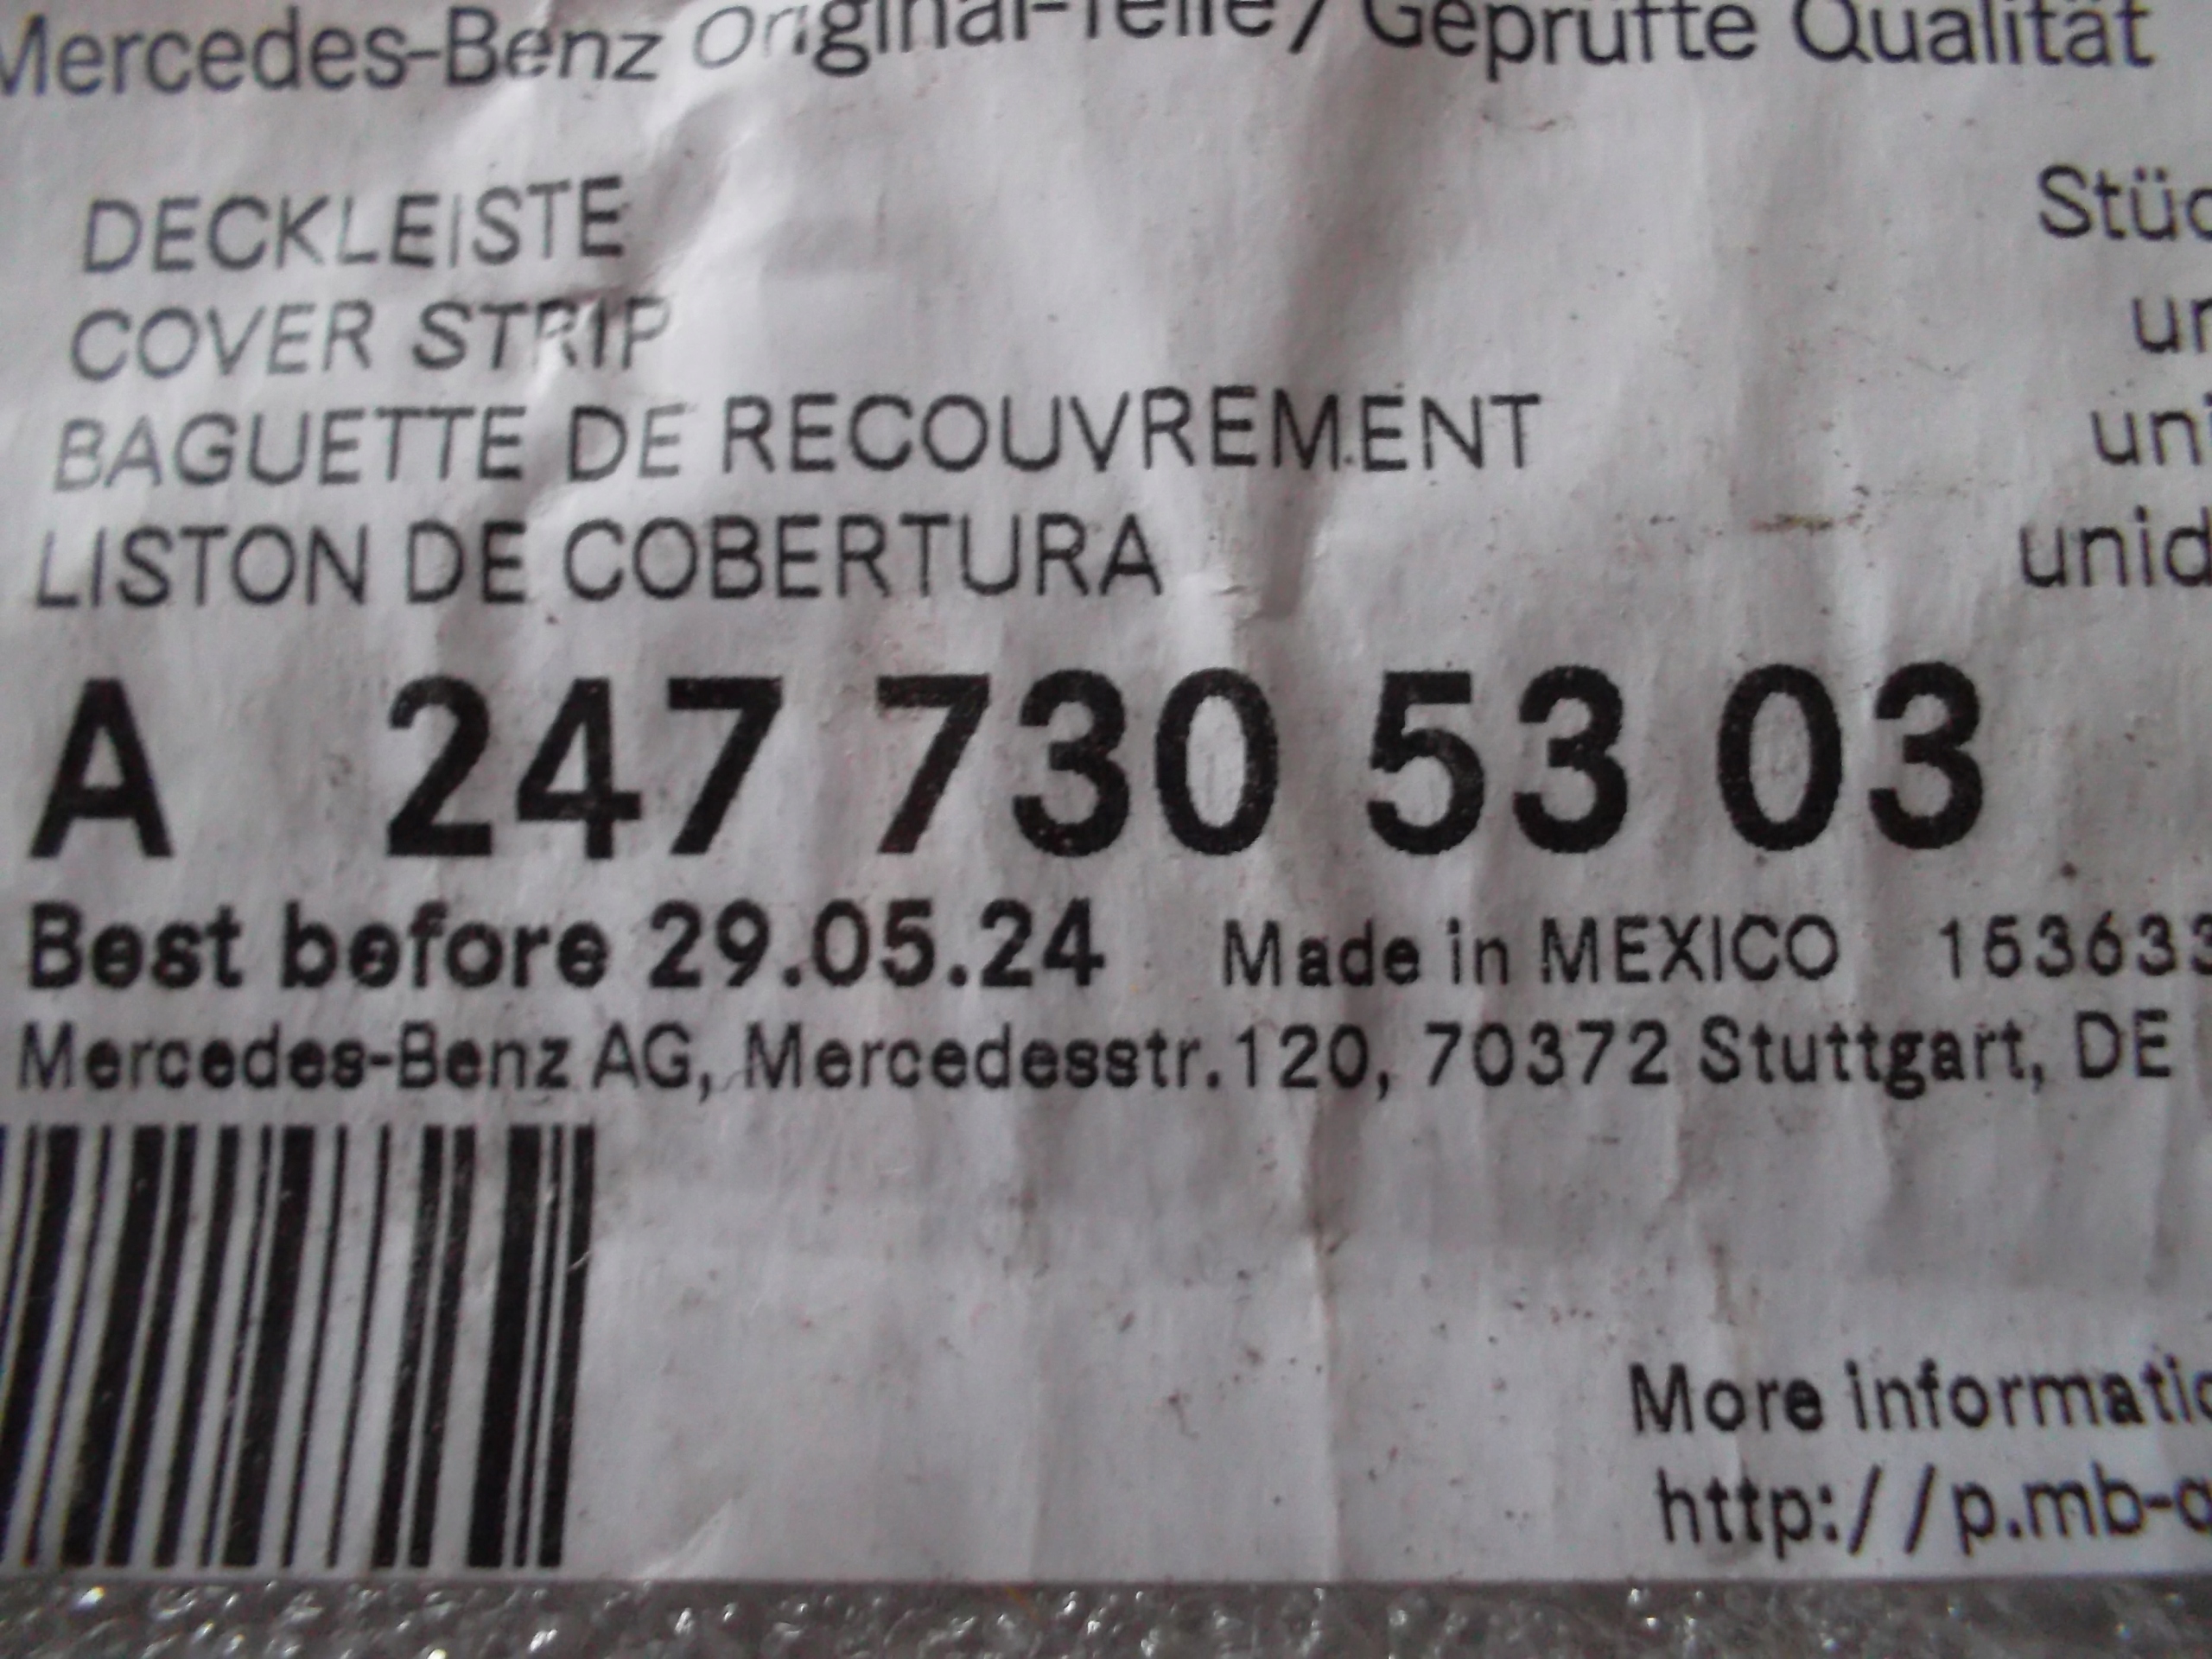 Mercedes-Benz Original-Teile / Geprüfte Qualität
DECKLEISTE
COVER STRIP
BAGUETTE DE RECOUVREMENT
LISTON DE COBERTURA
A 247 730 53 03
Best before 29.05.24 Made in MEXICO
Mercedes-Benz AG, Mercedesstr.120, 70372 Stuttgart, DE
More
http://p.mb-